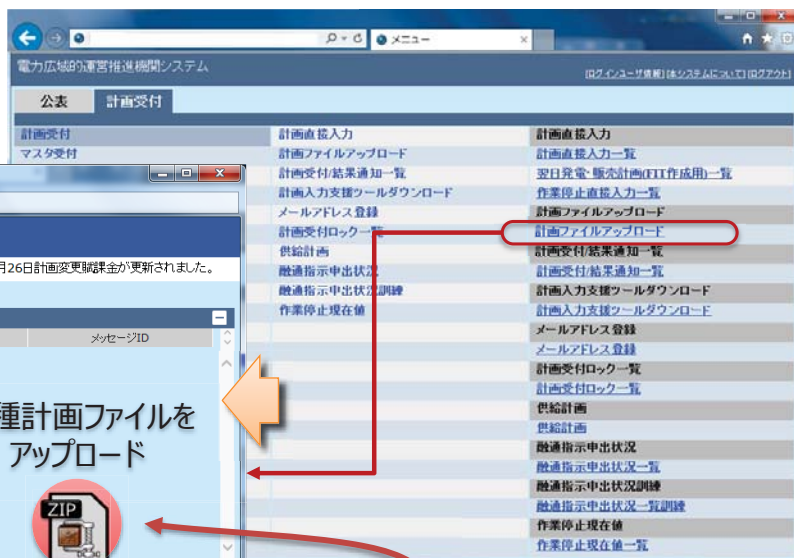 メニュー
電力広域的運営推進機関システム
[ログインユーザ情報][本システムについて][ログアウト]
公表 計画受付
計画受付
マスタ受付
計画直接入力
計画ファイルアップロード
計画受付/結果通知一覧
計画入力支援ツールダウンロード
メールアドレス登録
計画受付ロック一覧
供給計画
融通指示申出状況
融通指示申出状況訓練
作業停止現在値
計画直接入力
計画直接入力一覧
翌日発電・販売計画(FIT作成用)一覧
作業停止直接入力一覧
計画ファイルアップロード
計画ファイルアップロード
計画受付/結果通知一覧
計画受付/結果通知一覧
計画入力支援ツールダウンロード
計画入力支援ツールダウンロード
メールアドレス登録
メールアドレス登録
計画受付ロック一覧
計画受付ロック一覧
供給計画
供給計画
融通指示申出状況
融通指示申出状況一覧
融通指示申出状況訓練
融通指示申出状況一覧訓練
作業停止現在値
作業停止現在値一覧
月26日計画変更賦課金が更新されました。
メッセージID
種計画ファイルを
アップロード
ZIP